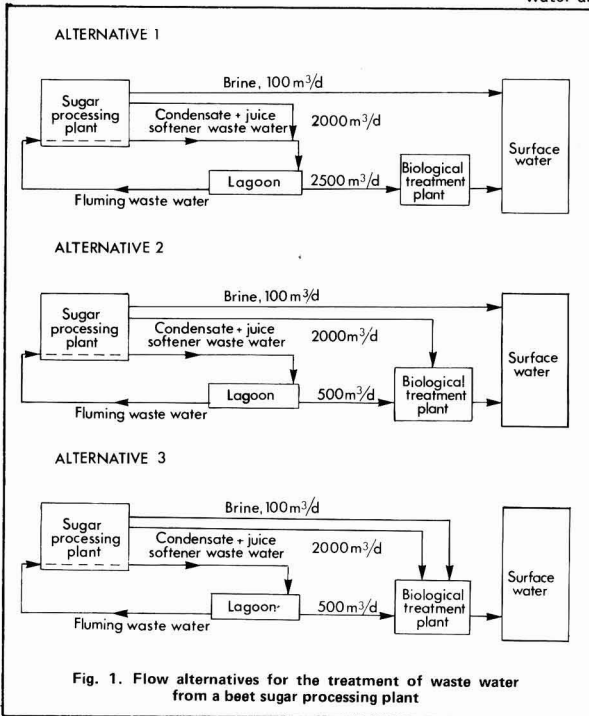 ALTERNATIVE 1
Brine, 100 m³/d
Sugar
processing
plant
Condensate + juice
softener waste water
2000 m³/d
Surface
water
Lagoon
2500 m³/d
Biological
treatment
plant
Fluming waste water
ALTERNATIVE 2
Brine, 100 m³/d
Sugar
processing
plant
Condensate + juice
softener waste water
2000 m³/d
Surface
water
Lagoon
500 m³/d
Biological
treatment
plant
Fluming waste water
ALTERNATIVE 3
Brine, 100 m³/d
Sugar
processing
plant
Condensate + juice
softener waste water
2000 m³/d
Surface
water
Lagoon
500 m³/d
Biological
treatment
plant
Fluming waste water
Fig. 1. Flow alternatives for the treatment of waste water
from a beet sugar processing plant